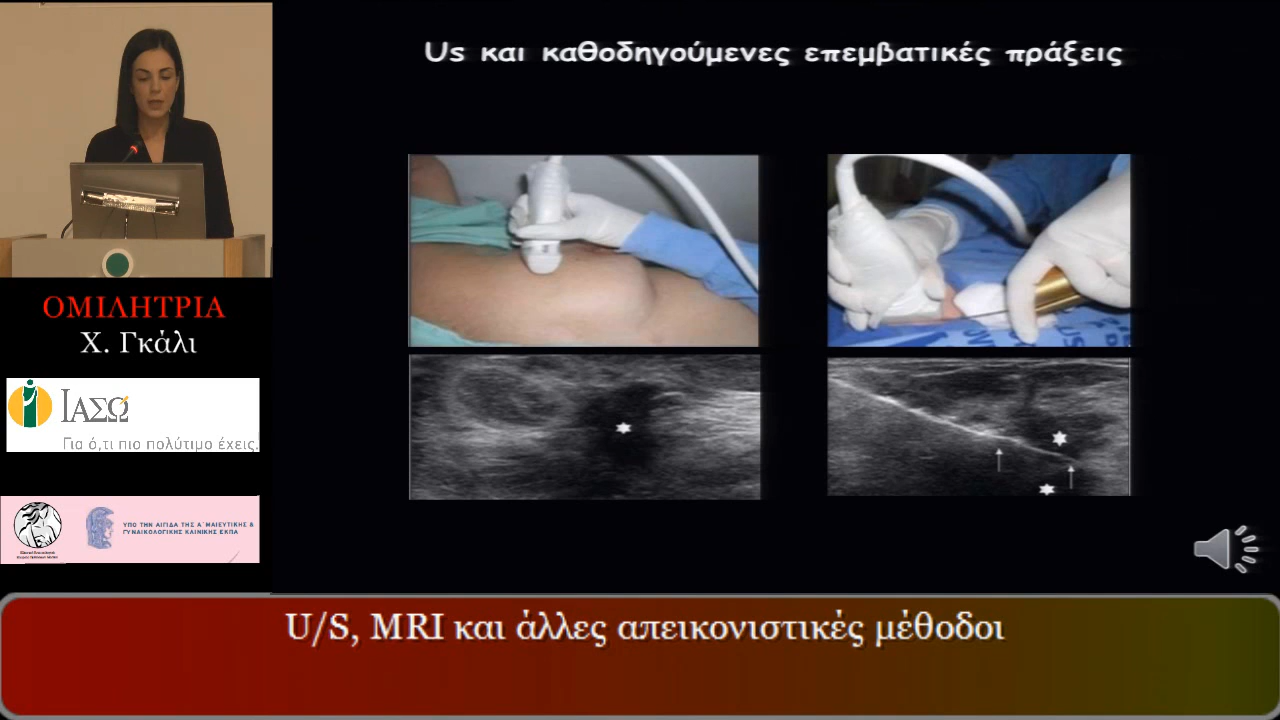 Us και καθοδηγούμενες επεμβατικές πράξεις
ΟΜΙΛΗΤΡΙΑ
Χ. Γκάλι
ΙΑΣΩ
Για ό,τι πιο πολύτιμο έχεις.
ΥΠΟ ΤΗΝ ΑΙΓΙΔΑ ΤΗΣ Α΄ΜΑΙΕΥΤΙΚΗΣ &
ΓΥΝΑΙΚΟΛΟΓΙΚΗΣ ΚΛΙΝΙΚΗΣ ΕΚΠΑ
U/S, MRI και άλλες απεικονιστικές μέθοδοι